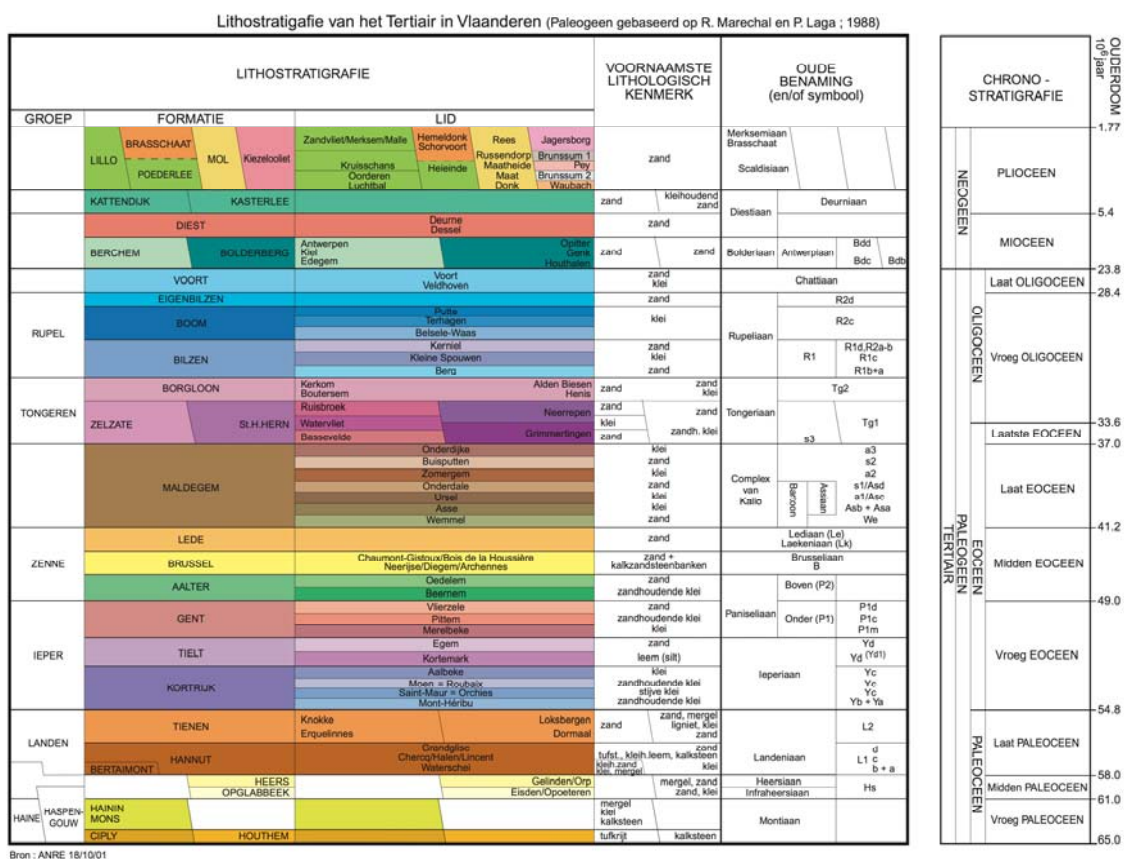 Lithostratigafie van het Tertiair in Vlaanderen (Paleogeen gebaseerd op R. Marechal en P. Laga ; 1988)
LITHOSTRATIGRAFIE
VOORNAAMSTE
LITHOLOGISCH
KENMERK
OUDE
BENAMING
(en/of symbool)
CHRONO -
STRATIGRAFIE
OUDERDOM
10⁶ jaar
GROEP
FORMATIE
LID
LILLO
BRASSCHAAT
POEDERLEE
MOL
Kiezelooliet
Zandvliet/Merksem/Malle
Kruisschans
Oorderen
Luchtbal
Hemeldonk
Schorvoort
Heieinde
Rees
Russendorp
Maatheide
Maat
Donk
Jagersborg
Brunssum 1
Pey
Brunssum 2
Waubach
zand
Merksemiaan
Brasschaat
Scaldisiaan
KATTENDIJK KASTERLEE
zand
kleihoudend
zand
Diestiaan
Deurniaan
DIEST
Deurne
Dessel
zand
BERCHEM BOLDERBERG
Antwerpen
Kiel
Edegem
Opitter
Genk
Houthalen
zand zand
Bolderiaan Antwerpiaan
Bdd
Bdc Bdb
RUPEL
VOORT
Voort
Veldhoven
zand
klei
Chattiaan
EIGENBILZEN
zand
R2d
BOOM
Putte
Terhagen
Belsele-Waas
klei
Rupeliaan
R2c
BILZEN
Kerniel
Kleine Spouwen
Berg
zand
klei
zand
R1
R1d,R2a-b
R1c
R1b+a
TONGEREN
BORGLOON
Kerkom
Boutersem
Alden Biesen
Henis
zand
zand
klei
Tongeriaan
Tg2
ZELZATE St.H.HERN
Ruisbroek
Watervliet
Bassevelde
Neerrepen
Grimmertingen
zand
klei
zand
zand
zandh. klei
Tg1
s3
MALDEGEM
Onderdijke
Buisputten
Zomergem
Onderdale
Ursel
Asse
Wemmel
klei
zand
klei
zand
klei
klei
zand
Complex
van
Kallo
Bartoon
Assiaan
a3
s2
a2
s1/Asd
a1/Asc
Asb + Asa
We
ZENNE
LEDE
zand
Lediaan (Le)
Laekeniaan (Lk)
BRUSSEL
Chaumont-Gistoux/Bois de la Houssière
Neerijse/Diegem/Archennes
zand +
kalkzandsteenbanken
Brusseliaan
B
AALTER
Oedelem
Beernem
zand
zandhoudende klei
Paniseliaan
Boven (P2)
IEPER
GENT
Vlierzele
Pittem
Merelbeke
zand
zandhoudende klei
klei
Onder (P1)
P1d
P1c
P1m
TIELT
Egem
Kortemark
zand
leem (silt)
Ieperiaan
Yd
Yd (Yd1)
KORTRIJK
Aalbeke
Moen = Roubaix
Saint-Maur = Orchies
Mont-Héribu
klei
zandhoudende klei
stijve klei
zandhoudende klei
Yc
Yc
Yc
Yb + Ya
LANDEN
TIENEN
Knokke
Erquelinnes
Loksbergen
Dormaal
zand
zand, mergel
ligniet, klei
zand
Landeniaan
L2
HANNUT
BERTAIMONT
Grandglise
Chercq/Halen/Lincent
Waterschei
zand
tufst., kleih.leem, kalksteen
kleih.zand
klei, mergel
klei
L1
d
c
b + a
HAINE
HASPEN-
GOUW
HEERS
OPGLABBEEK
Gelinden/Orp
Eisden/Opoeteren
mergel, zand
zand, klei
Heersiaan
Infraheersiaan
Hs
HAININ
MONS
mergel
klei
kalksteen
Montiaan
CIPLY HOUTHEM
tufkrijt kalksteen
TERTIAIR
NEOGEEN
PALEOGEEN
PLIOCEEN
MIOCEEN
OLIGOCEEN
Laat OLIGOCEEN
Vroeg OLIGOCEEN
EOCEEN
Laatste EOCEEN
Laat EOCEEN
Midden EOCEEN
Vroeg EOCEEN
PALEOCEEN
Laat PALEOCEEN
Midden PALEOCEEN
Vroeg PALEOCEEN
1.77
5.4
23.8
28.4
33.6
37.0
41.2
49.0
54.8
58.0
61.0
65.0
Bron : ANRE 18/10/01